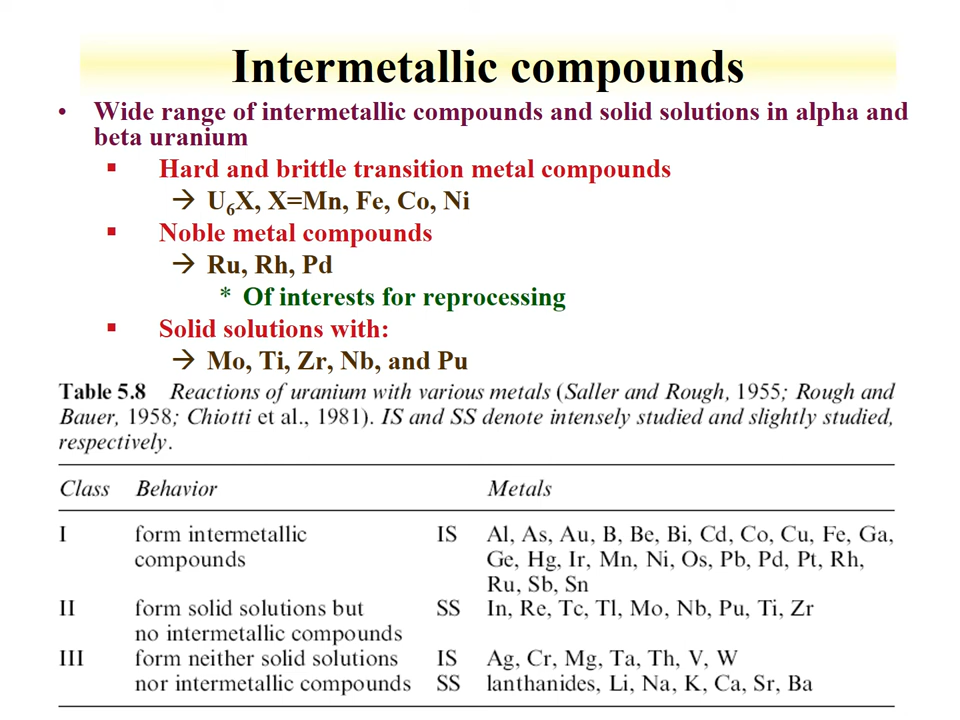 Intermetallic compounds
• Wide range of intermetallic compounds and solid solutions in alpha and
beta uranium
▪ Hard and brittle transition metal compounds
→ U₆X, X=Mn, Fe, Co, Ni
▪ Noble metal compounds
→ Ru, Rh, Pd
* Of interests for reprocessing
▪ Solid solutions with:
→ Mo, Ti, Zr, Nb, and Pu
Table 5.8 Reactions of uranium with various metals (Saller and Rough, 1955; Rough and
Bauer, 1958; Chiotti et al., 1981). IS and SS denote intensely studied and slightly studied,
respectively.
Class Behavior Metals
I form intermetallic IS Al, As, Au, B, Be, Bi, Cd, Co, Cu, Fe, Ga,
compounds Ge, Hg, Ir, Mn, Ni, Os, Pb, Pd, Pt, Rh,
Ru, Sb, Sn
II form solid solutions but SS In, Re, Tc, Tl, Mo, Nb, Pu, Ti, Zr
no intermetallic compounds
III form neither solid solutions IS Ag, Cr, Mg, Ta, Th, V, W
nor intermetallic compounds SS lanthanides, Li, Na, K, Ca, Sr, Ba